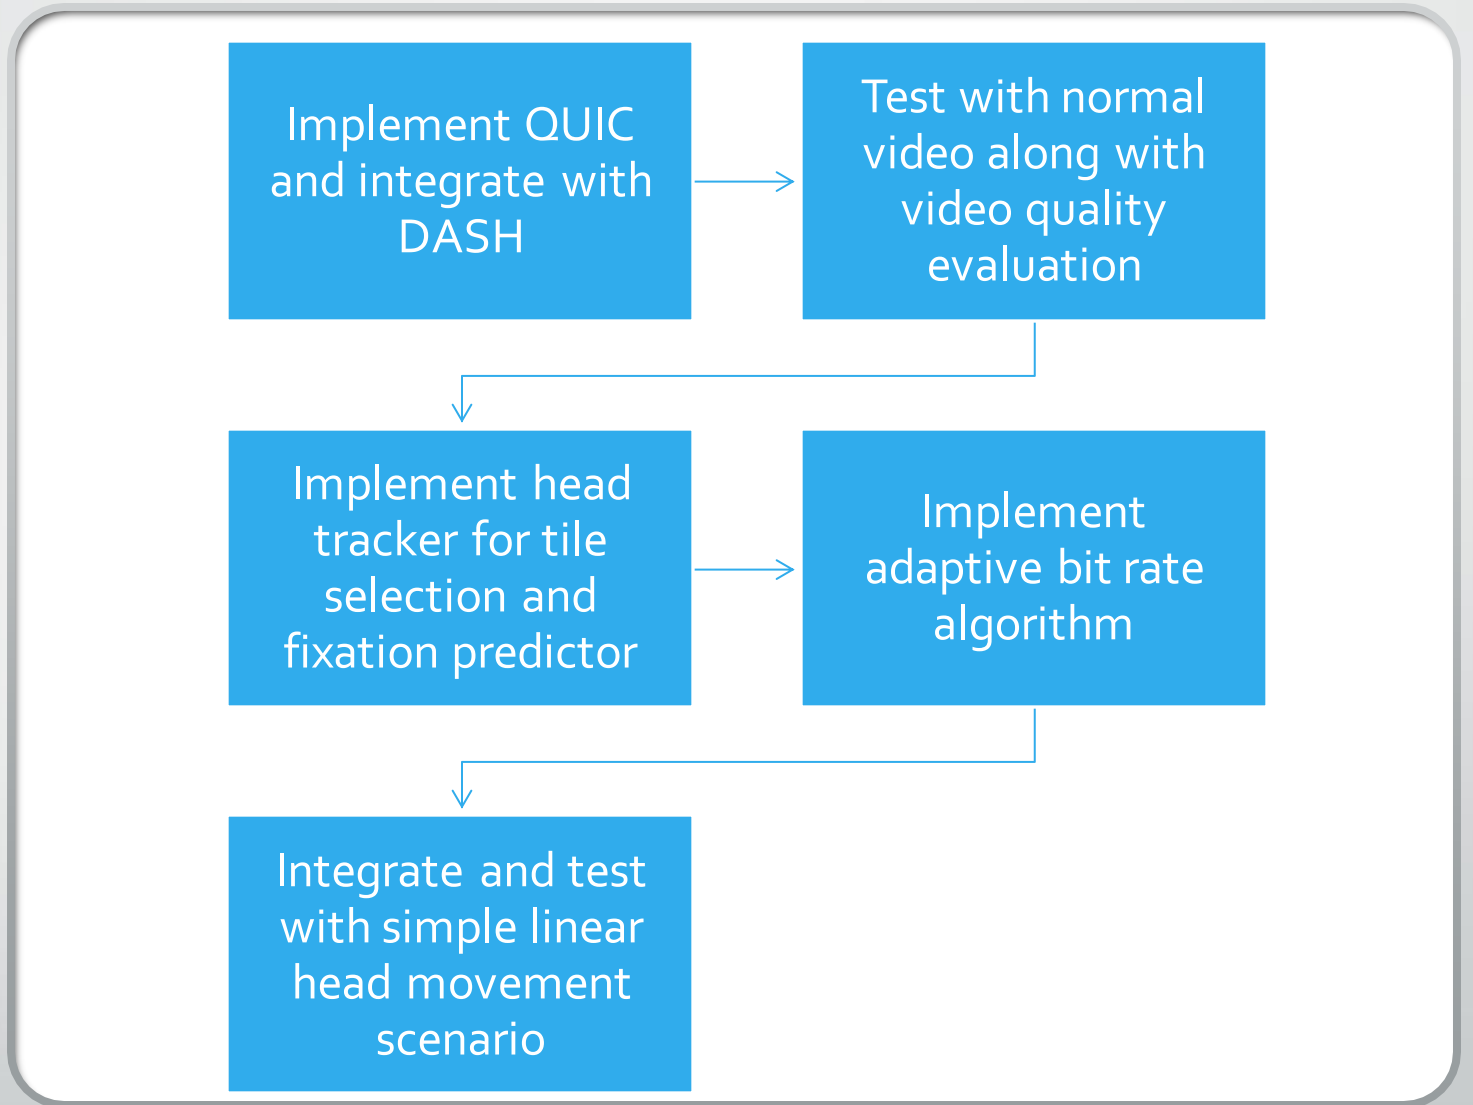 Implement QUIC
and integrate with
DASH
Test with normal
video along with
video quality
evaluation
Implement head
tracker for tile
selection and
fixation predictor
Implement
adaptive bit rate
algorithm
Integrate and test
with simple linear
head movement
scenario